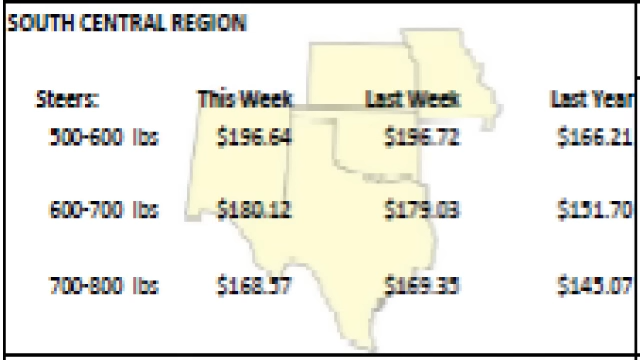 SOUTH CENTRAL REGION
Steers: This Week Last Week Last Year
500-600 lbs $196.64 $196.72 $166.21
600-700 lbs $180.12 $179.03 $151.70
700-800 lbs $168.57 $169.35 $145.07